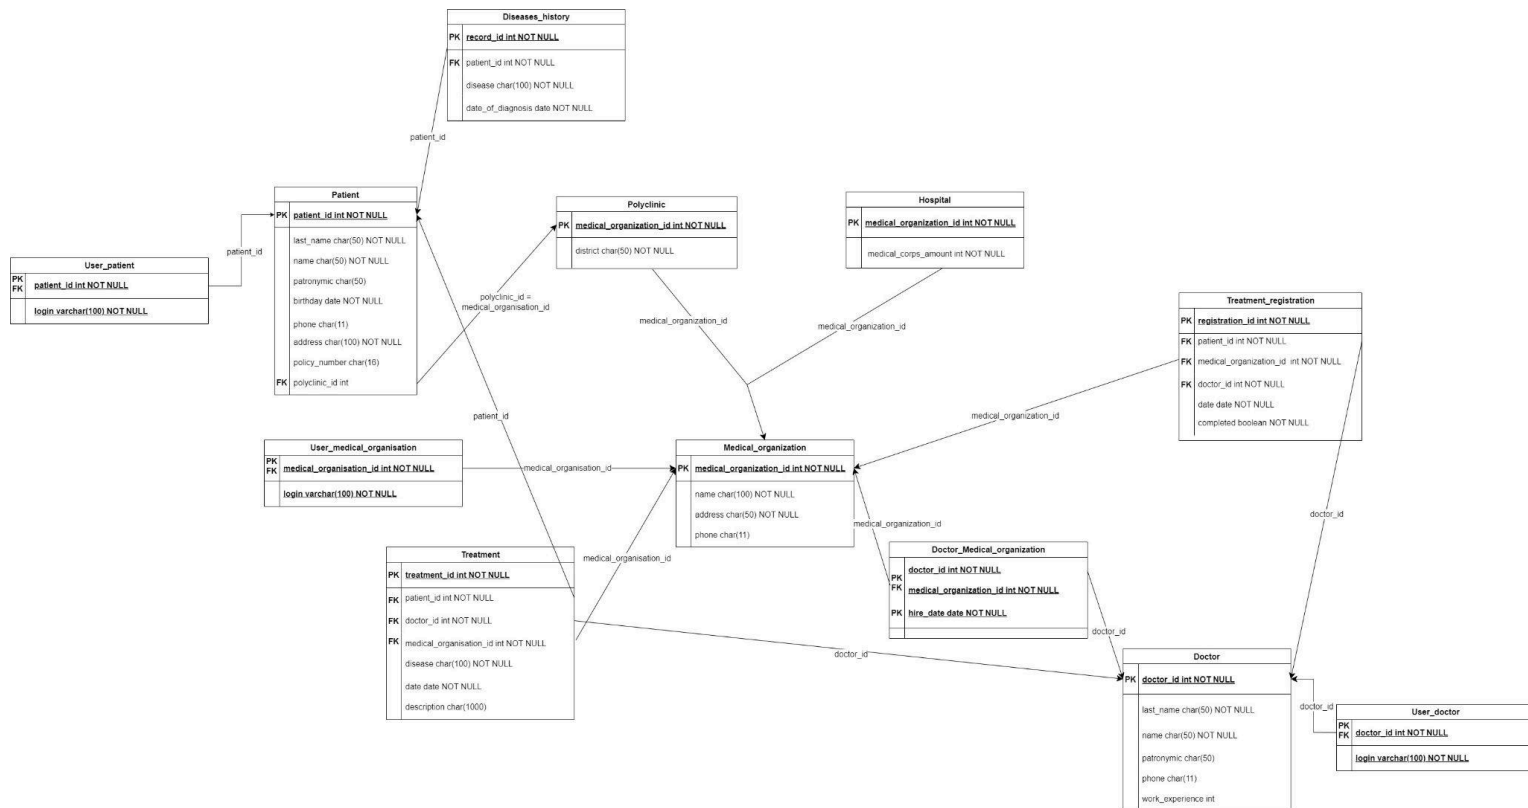 Diseases_history
PK record_id int NOT NULL
FK patient_id int NOT NULL
disease char(100) NOT NULL
date_of_diagnosis date NOT NULL
patient_id
Patient
PK patient_id int NOT NULL
last_name char(50) NOT NULL
name char(50) NOT NULL
patronymic char(50)
birthday date NOT NULL
phone char(11)
address char(100) NOT NULL
policy_number char(16)
FK polyclinic_id int
Polyclinic
PK medical_organization_id int NOT NULL
district char(50) NOT NULL
Hospital
PK medical_organization_id int NOT NULL
medical_corps_amount int NOT NULL
patient_id
User_patient
PK
FK patient_id int NOT NULL
login varchar(100) NOT NULL
polyclinic_id =
medical_organisation_id
medical_organization_id
medical_organization_id
Treatment_registration
PK registration_id int NOT NULL
FK patient_id int NOT NULL
FK medical_organization_id int NOT NULL
FK doctor_id int NOT NULL
date date NOT NULL
completed boolean NOT NULL
patient_id
medical_organization_id
User_medical_organisation
PK
FK medical_organisation_id int NOT NULL
login varchar(100) NOT NULL
medical_organisation_id
Medical_organization
PK medical_organization_id int NOT NULL
name char(100) NOT NULL
address char(50) NOT NULL
phone char(11)
medical_organization_id
doctor_id
medical_organisation_id
Treatment
PK treatment_id int NOT NULL
FK patient_id int NOT NULL
FK doctor_id int NOT NULL
FK medical_organisation_id int NOT NULL
disease char(100) NOT NULL
date date NOT NULL
description char(1000)
Doctor_Medical_organization
doctor_id int NOT NULL
PK
FK medical_organization_id int NOT NULL
PK hire_date date NOT NULL
doctor_id
doctor_id
Doctor
PK doctor_id int NOT NULL
last_name char(50) NOT NULL
name char(50) NOT NULL
patronymic char(50)
phone char(11)
work_experience int
doctor_id
User_doctor
PK
FK doctor_id int NOT NULL
login varchar(100) NOT NULL